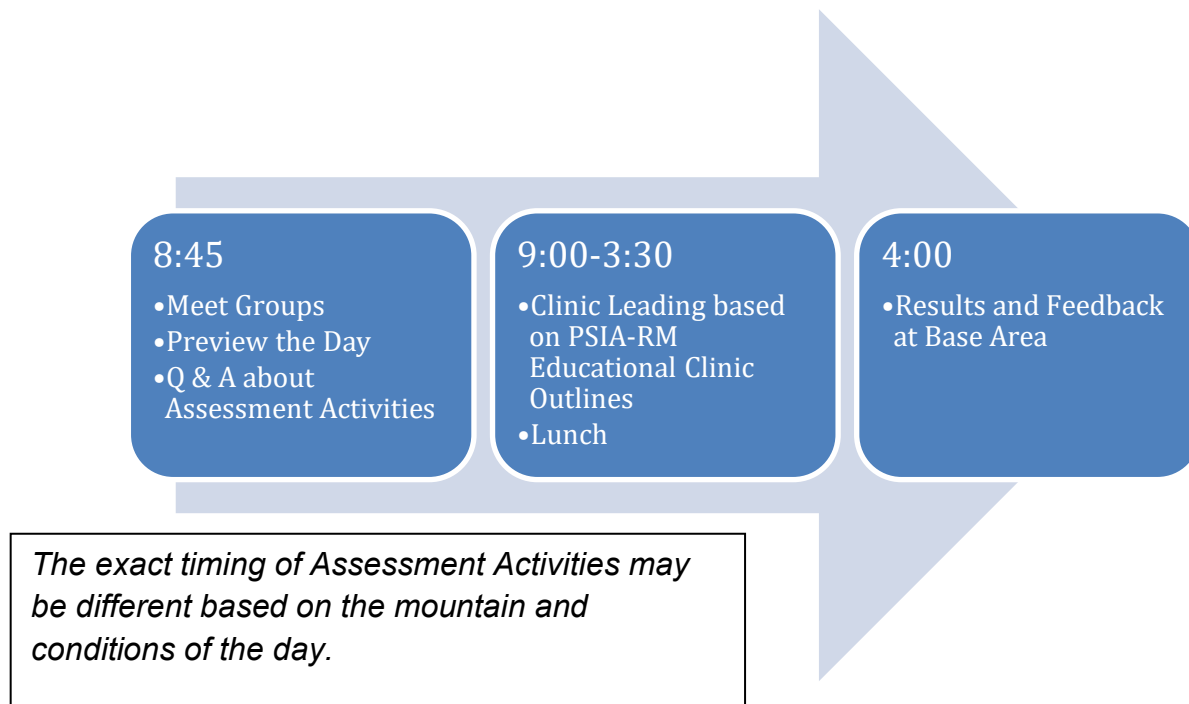 8:45
•Meet Groups
•Preview the Day
•Q & A about
Assessment Activities
9:00-3:30
•Clinic Leading based
on PSIA-RM
Educational Clinic
Outlines
•Lunch
4:00
•Results and Feedback
at Base Area
The exact timing of Assessment Activities may
be different based on the mountain and
conditions of the day.